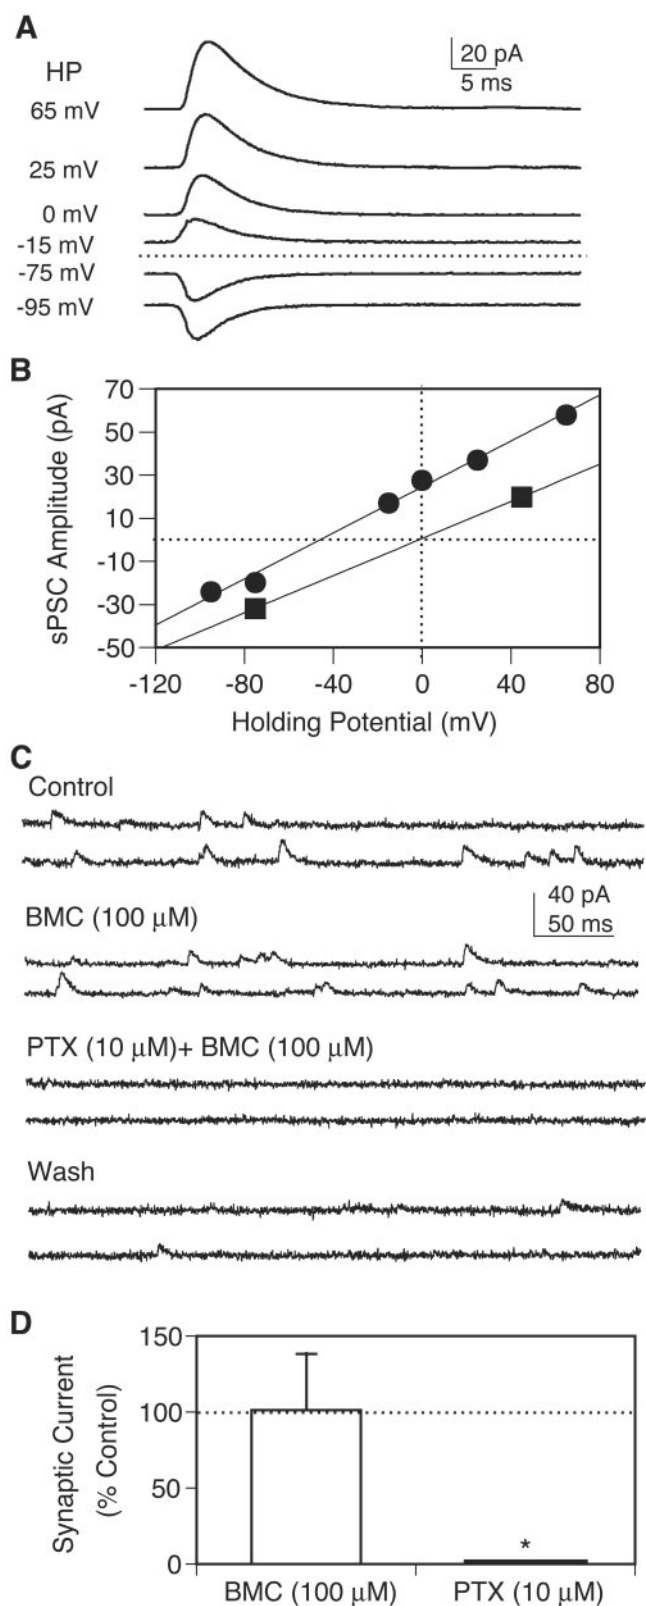 A
HP
20 pA
5 ms
65 mV
25 mV
0 mV
-15 mV
-75 mV
-95 mV
B
sPSC Amplitude (pA)
70
50
30
10
-10
-30
-50
-120 -80 -40 0 40 80
Holding Potential (mV)
C
Control
40 pA
50 ms
BMC (100 μM)
PTX (10 μM)+ BMC (100 μM)
Wash
D
Synaptic Current
(% Control)
150
100
50
0
*
BMC (100 μM) PTX (10 μM)